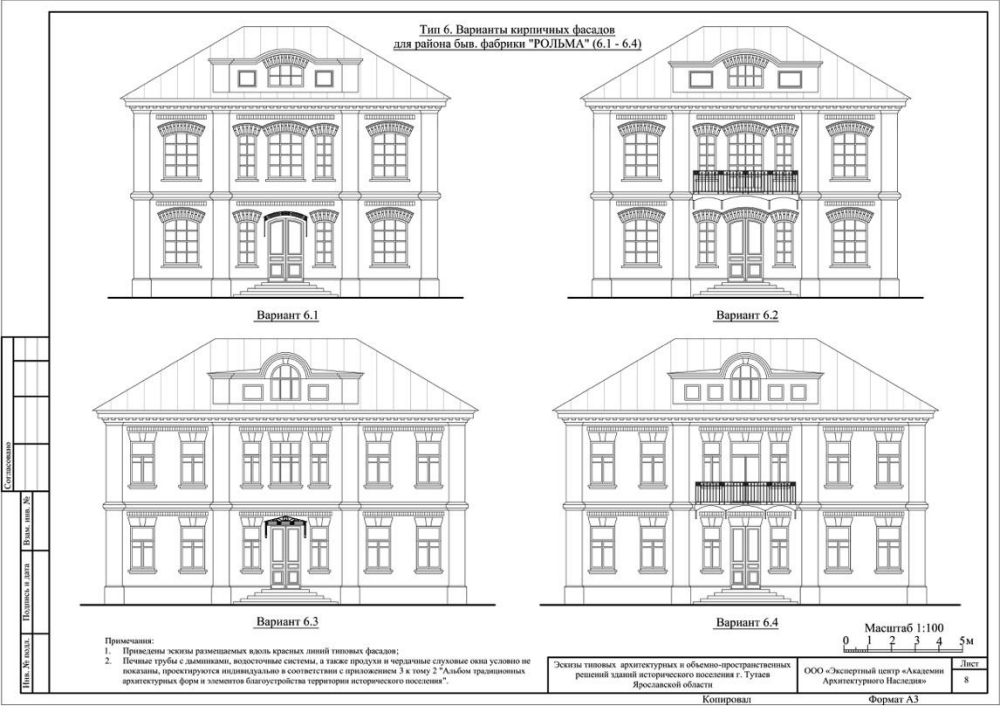 Тип 6. Варианты кирпичных фасадов
для района быв. фабрики "РОЛЬМА" (6.1 - 6.4)
Вариант 6.1
Вариант 6.2
Вариант 6.3
Вариант 6.4
Согласовано
Взам. инв. №
Подпись и дата
Инв. № подл.
Примечания:
1. Приведены эскизы размещаемых вдоль красных линий типовых фасадов;
2. Печные трубы с дымниками, водосточные системы, а также продухи и чердачные слуховые окна условно не
показаны, проектируются индивидуально в соответствии с приложением 3 к тому 2 "Альбом традиционных
архитектурных форм и элементов благоустройства территории исторического поселения".
Масштаб 1:100
0 1 2 3 4 5м
Эскизы типовых архитектурных и объемно-пространственных
решений зданий исторического поселения г. Тутаев
Ярославской области
ООО «Экспертный центр «Академии
Архитектурного Наследия»
Лист
8
Копировал
Формат А3